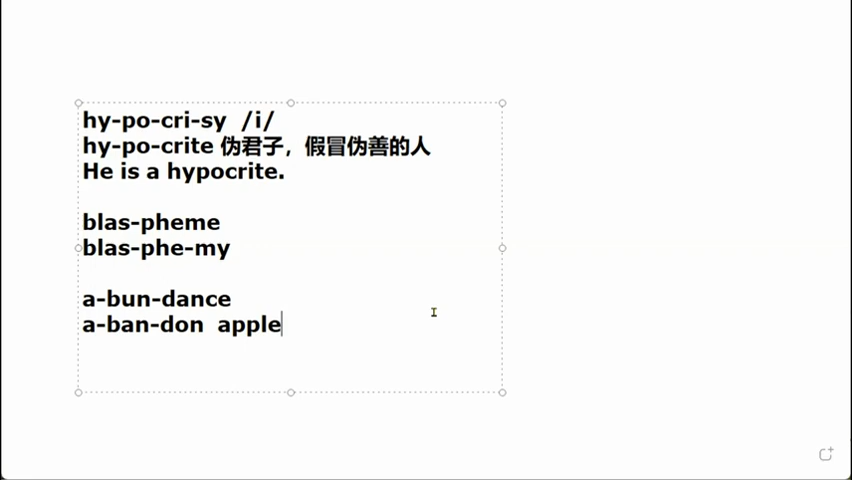 hy-po-cri-sy  /i/
hy-po-crite 伪君子，假冒伪善的人
He is a hypocrite.
blas-pheme
blas-phe-my
a-bun-dance
a-ban-don  apple